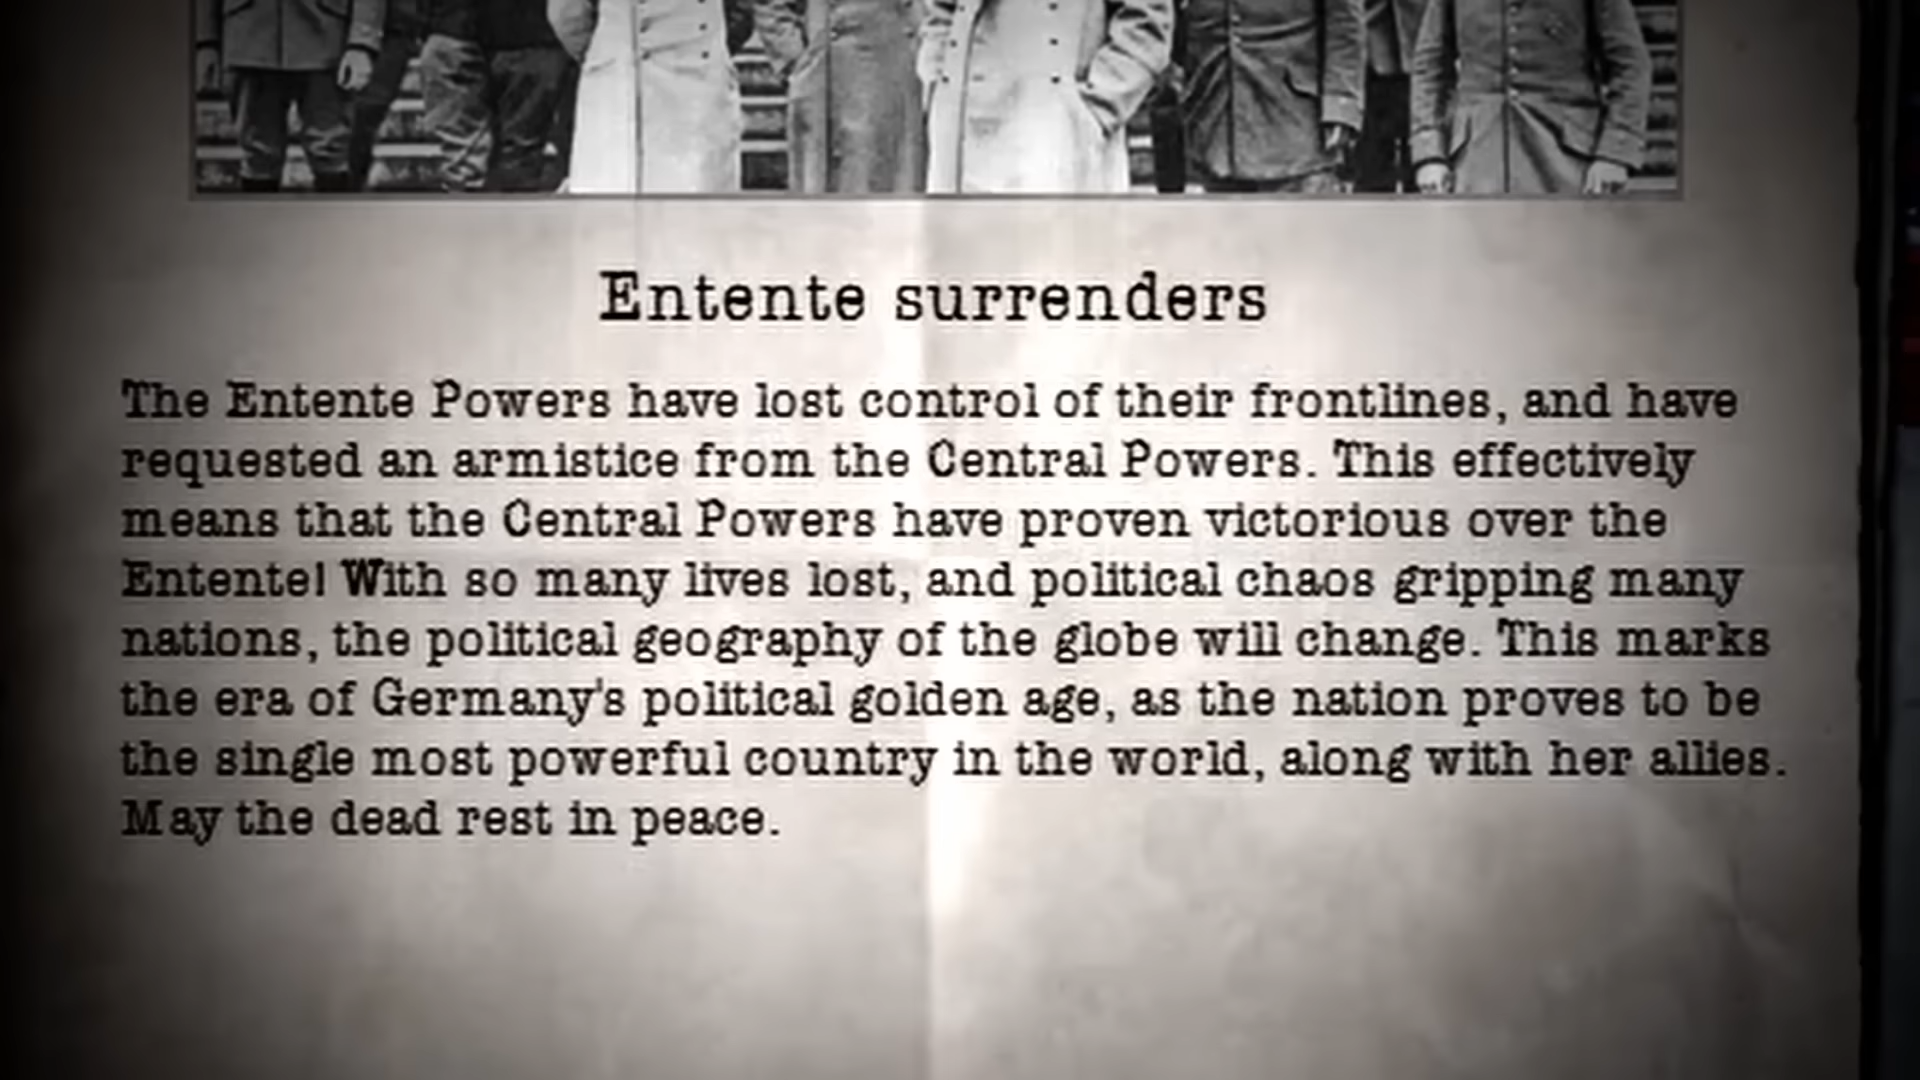 Entente surrenders
The Entente Powers have lost control of their frontlines, and have
requested an armistice from the Central Powers. This effectively
means that the Central Powers have proven victorious over the
Entente! With so many lives lost, and political chaos gripping many
nations, the political geography of the globe will change. This marks
the era of Germany's political golden age, as the nation proves to be
the single most powerful country in the world, along with her allies.
May the dead rest in peace.